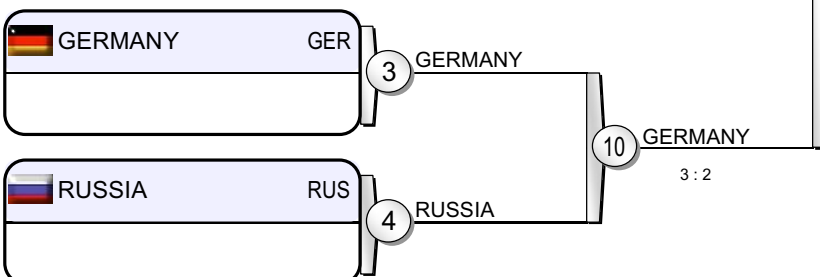 GERMANY GER
3 GERMANY
10 GERMANY
3 : 2
RUSSIA RUS
4 RUSSIA